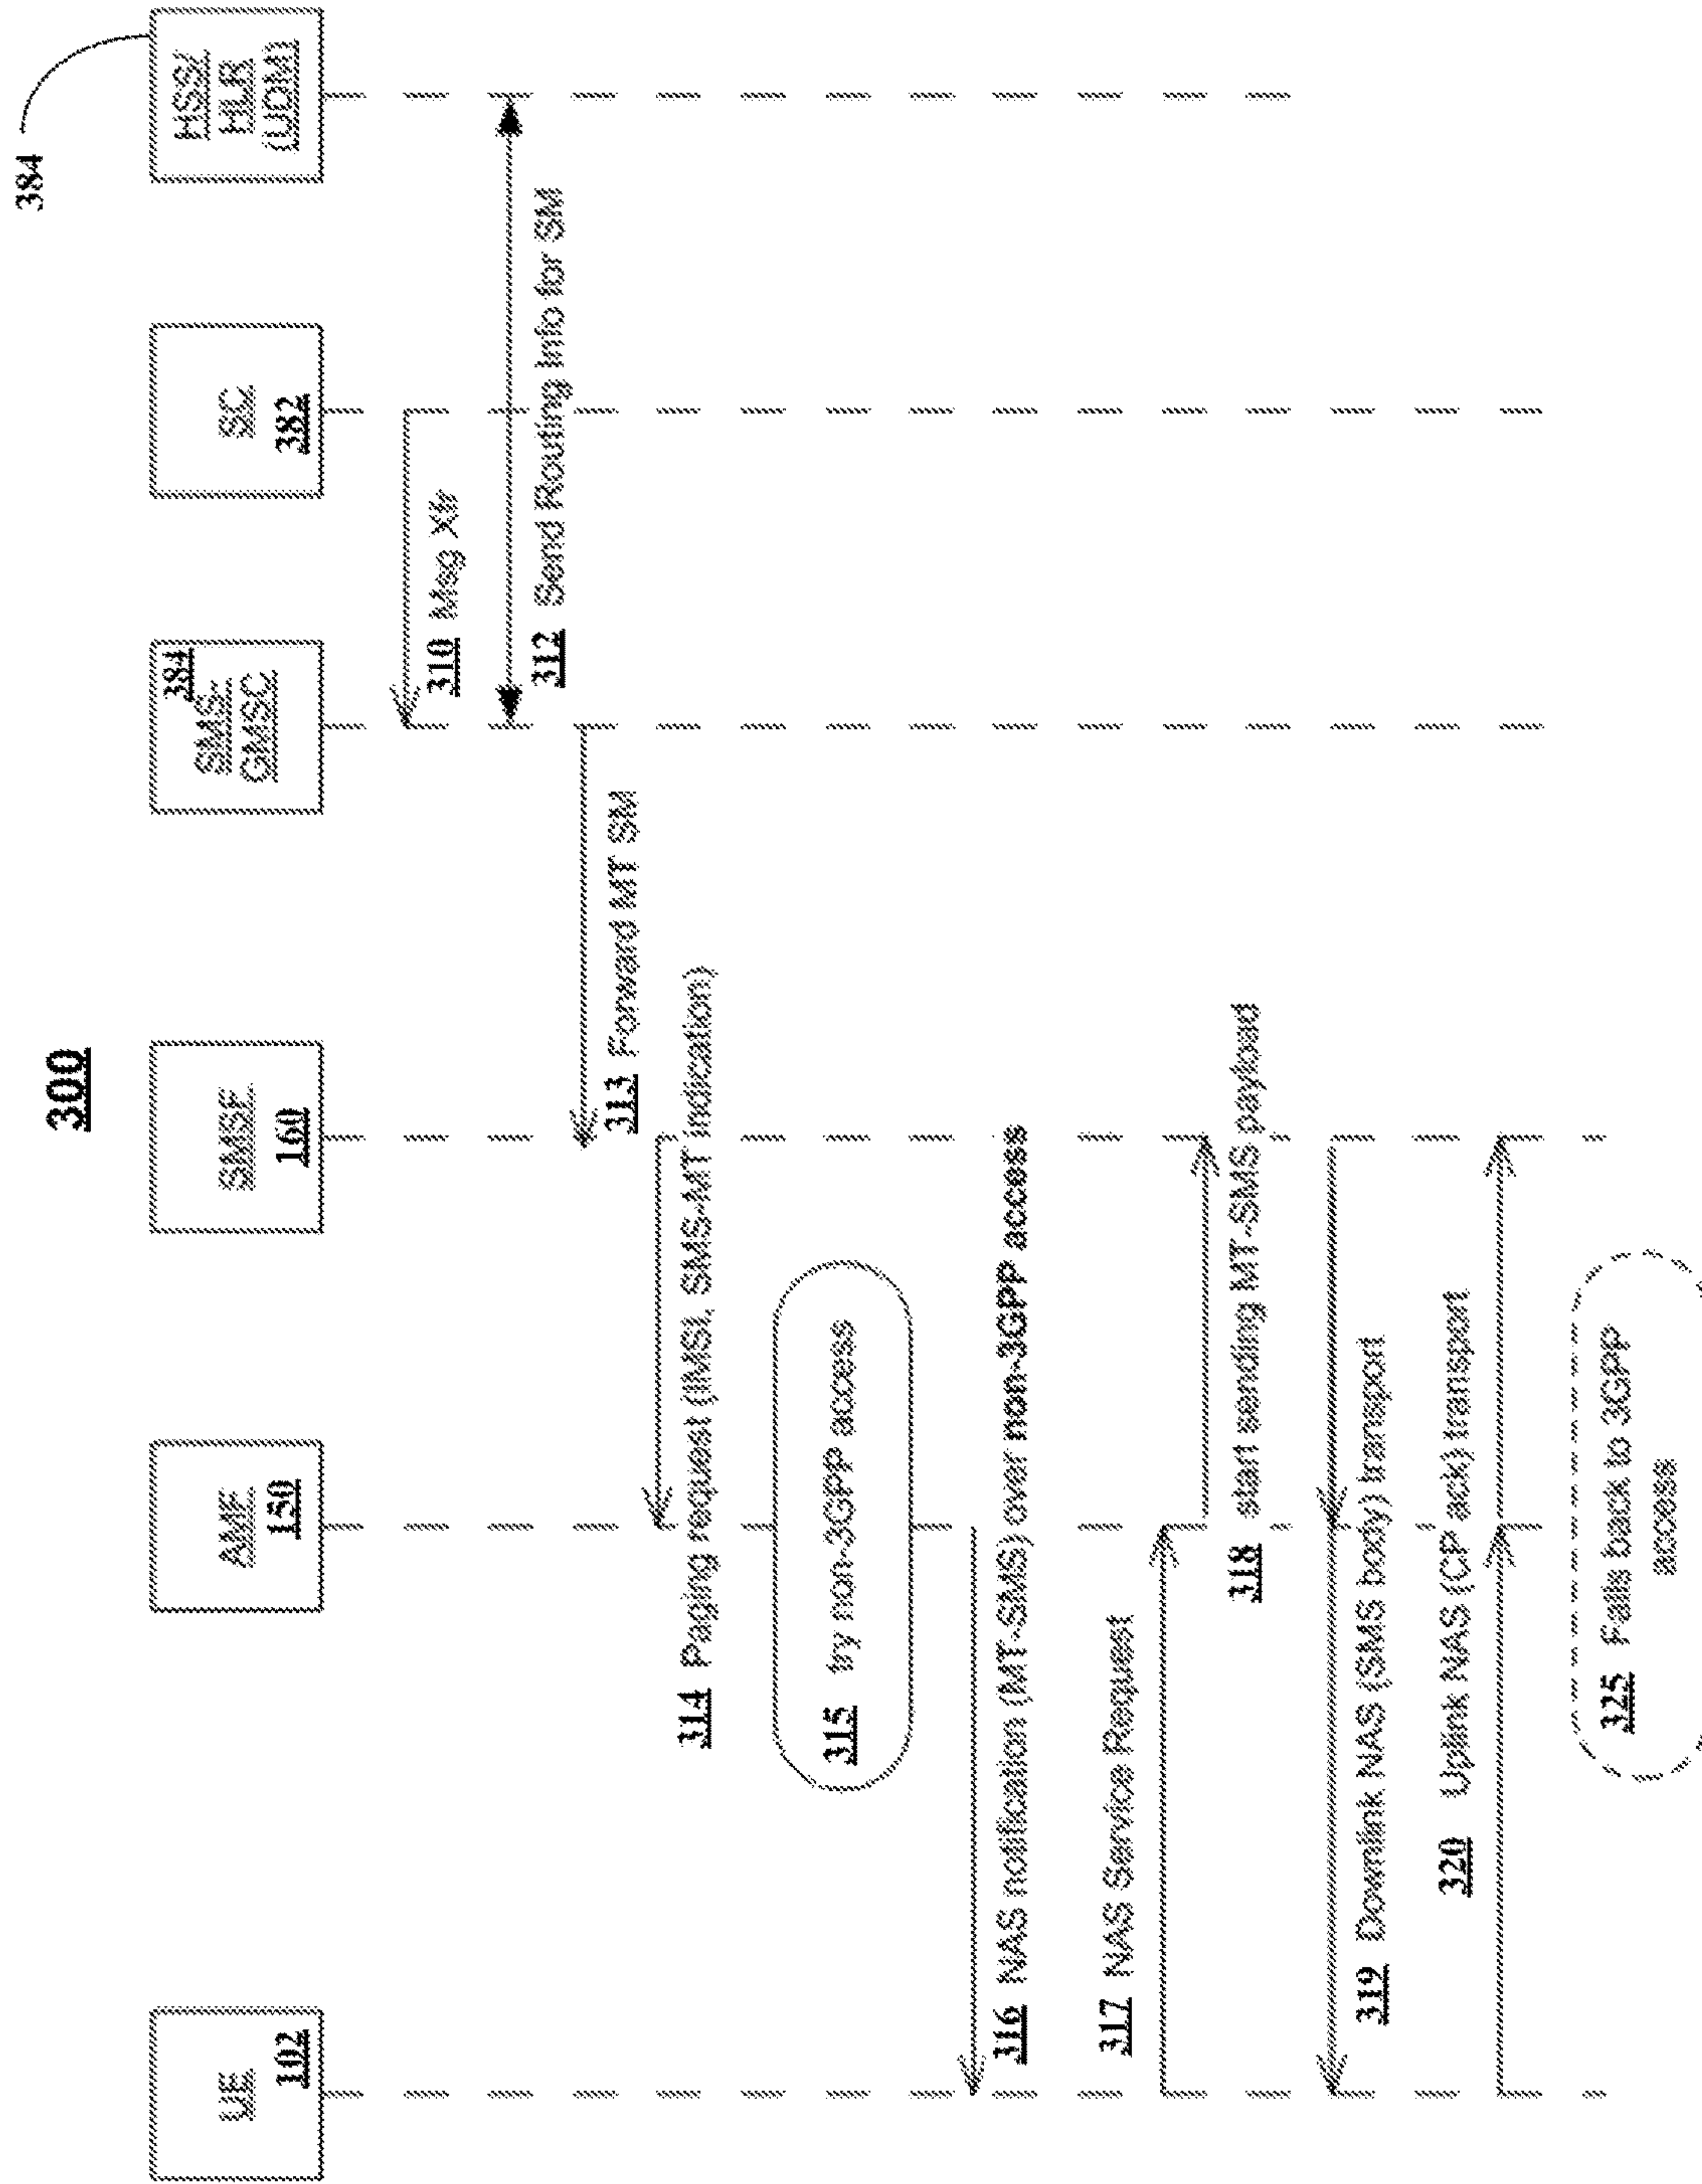 300
UE
102
AMF
150
SMSF
160
384
SMS-
GMSC
SC
382
384
HSS/
HLR
(UDM)
310 Msg Xfr
312 Send Routing Info for SM
313 Forward MT SM
314 Paging request (IMSI, SMS-MT indication)
315 try non-3GPP access
316 NAS notification (MT-SMS) over non-3GPP access
317 NAS Service Request
318 start sending MT-SMS payload
319 Downlink NAS (SMS body) transport
320 Uplink NAS (CP ack) transport
325 Falls back to 3GPP
access